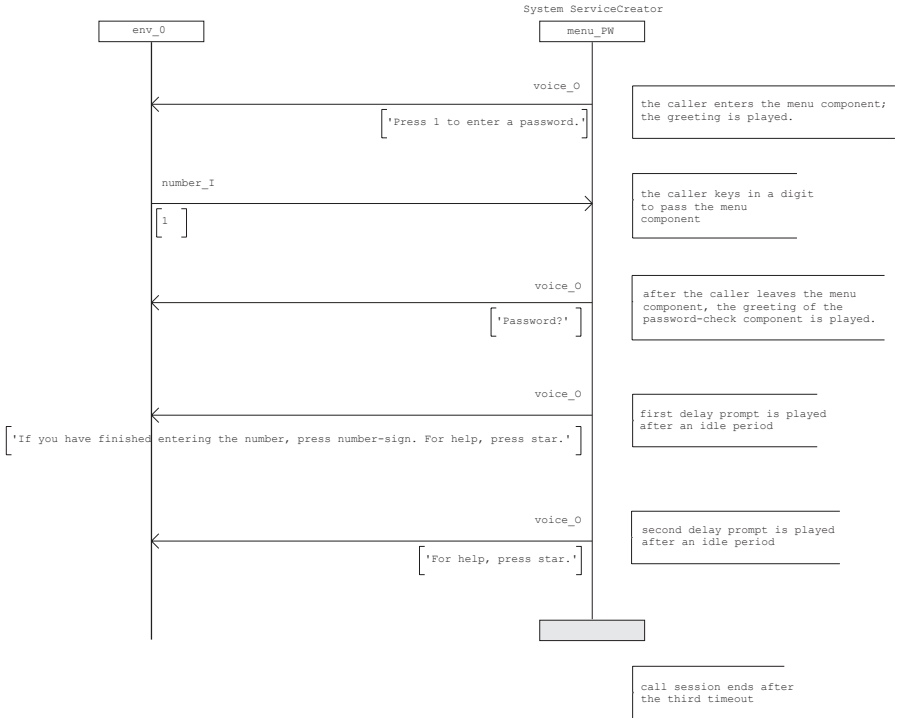 System ServiceCreator
env_0
menu_PW
voice_O
'Press 1 to enter a password.'
the caller enters the menu component;
the greeting is played.
number_I
1
the caller keys in a digit
to pass the menu
component
voice_O
'Password?'
after the caller leaves the menu
component, the greeting of the
password-check component is played.
voice_O
'If you have finished entering the number, press number-sign. For help, press star.'
first delay prompt is played
after an idle period
voice_O
'For help, press star.'
second delay prompt is played
after an idle period
call session ends after
the third timeout